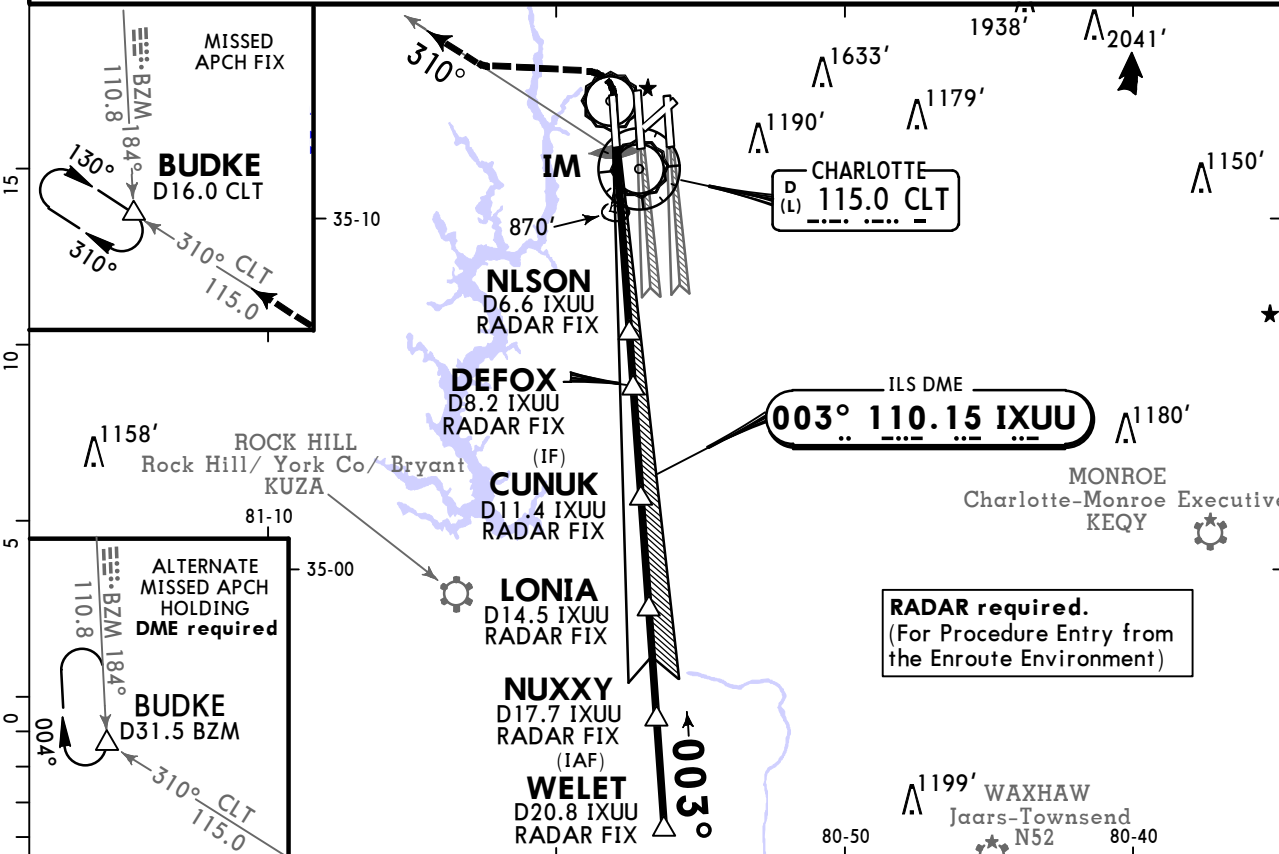 MISSED
APCH FIX
BZM
110.8
184°
130°
BUDKE
D16.0 CLT
310°
310° CLT
115.0
310°
1938'
2041'
1633'
1179'
1190'
1150'
IM
CHARLOTTE
D
(L)
115.0 CLT
870'
15
35-10
NLSON
D6.6 IXUU
RADAR FIX
10
DEFOX
D8.2 IXUU
RADAR FIX
ILS DME
003° 110.15 IXUU
1180'
1158'
ROCK HILL
Rock Hill/ York Co/ Bryant
KUZA
(IF)
CUNUK
D11.4 IXUU
RADAR FIX
MONROE
Charlotte-Monroe Executive
KEQY
81-10
5
35-00
ALTERNATE
MISSED APCH
HOLDING
DME required
BZM
110.8
184°
BUDKE
D31.5 BZM
004°
310° CLT
115.0
LONIA
D14.5 IXUU
RADAR FIX
RADAR required.
(For Procedure Entry from
the Enroute Environment)
0
NUXXY
D17.7 IXUU
RADAR FIX
(IAF)
WELET
D20.8 IXUU
RADAR FIX
003°
1199'
WAXHAW
Jaars-Townsend
N52
80-50
80-40